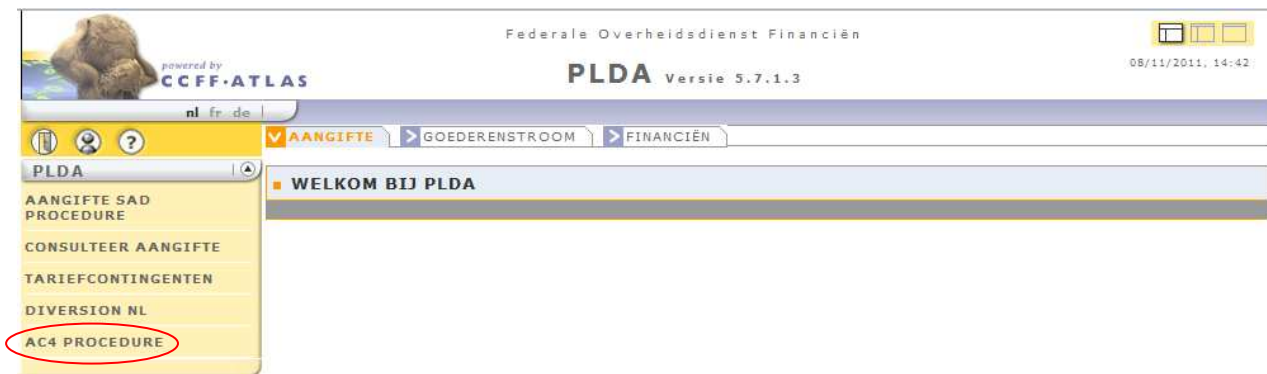 Federale Overheidsdienst Financiën
powered by
CCFF·ATLAS
PLDA Versie 5.7.1.3
08/11/2011, 14:42
nl fr de
?
AANGIFTE
GOEDERENSTROOM
FINANCIËN
PLDA
WELKOM BIJ PLDA
AANGIFTE SAD
PROCEDURE
CONSULTEER AANGIFTE
TARIEFCONTINGENTEN
DIVERSION NL
AC4 PROCEDURE